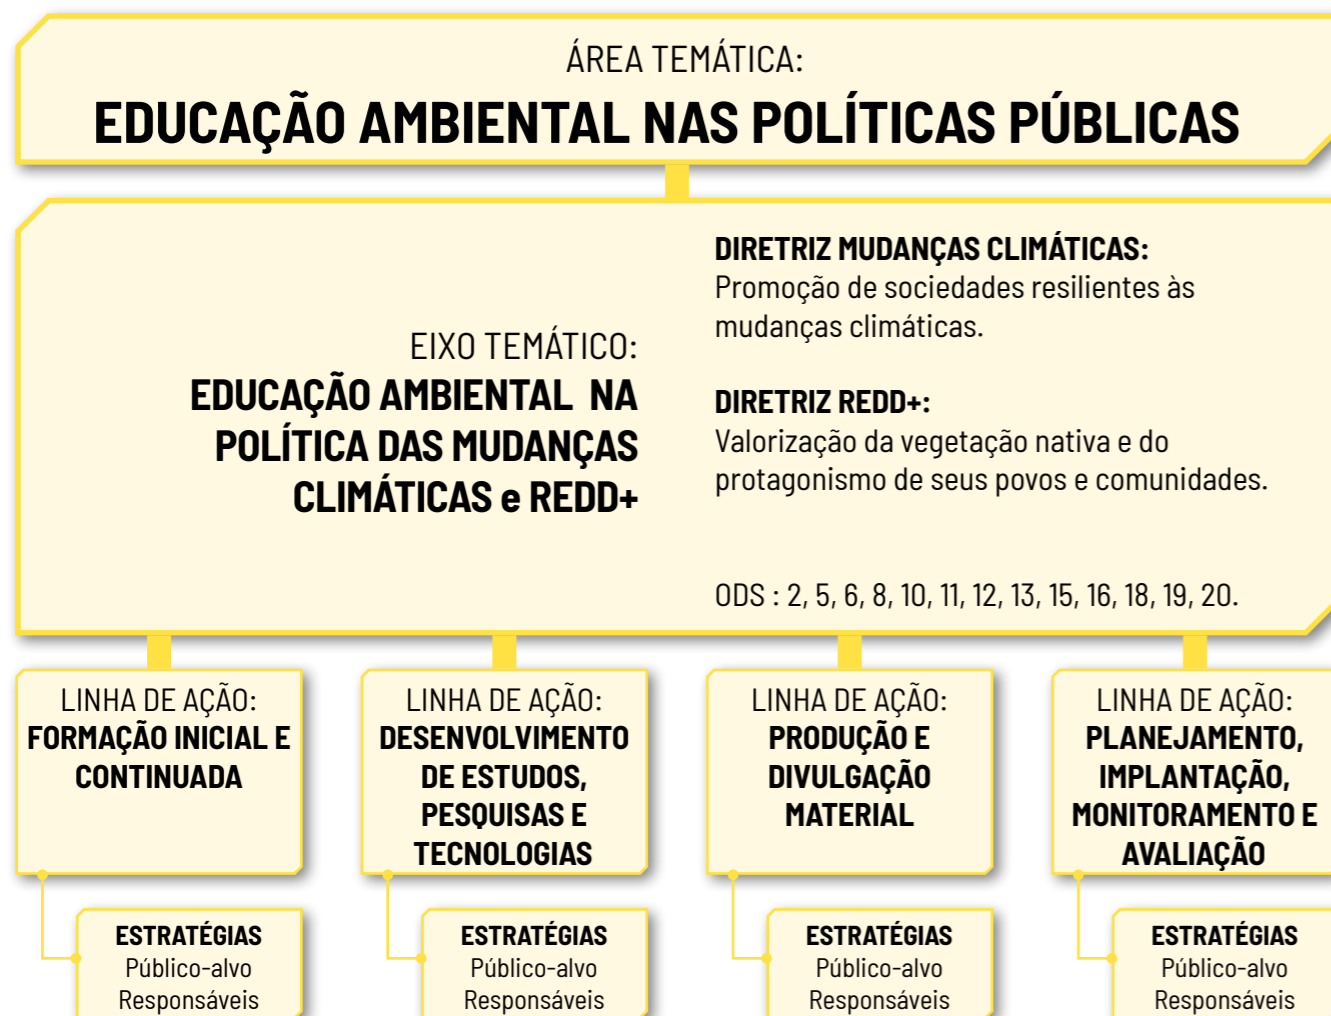 ÁREA TEMÁTICA:
EDUCAÇÃO AMBIENTAL NAS POLÍTICAS PÚBLICAS
EIXO TEMÁTICO:
EDUCAÇÃO AMBIENTAL NA
POLÍTICA DAS MUDANÇAS
CLIMÁTICAS e REDD+
DIRETRIZ MUDANÇAS CLIMÁTICAS:
Promoção de sociedades resilientes às
mudanças climáticas.
DIRETRIZ REDD+:
Valorização da vegetação nativa e do
protagonismo de seus povos e comunidades.
ODS : 2, 5, 6, 8, 10, 11, 12, 13, 15, 16, 18, 19, 20.
LINHA DE AÇÃO:
FORMAÇÃO INICIAL E
CONTINUADA
ESTRATÉGIAS
Público-alvo
Responsáveis
LINHA DE AÇÃO:
DESENVOLVIMENTO
DE ESTUDOS,
PESQUISAS E
TECNOLOGIAS
ESTRATÉGIAS
Público-alvo
Responsáveis
LINHA DE AÇÃO:
PRODUÇÃO E
DIVULGAÇÃO
MATERIAL
ESTRATÉGIAS
Público-alvo
Responsáveis
LINHA DE AÇÃO:
PLANEJAMENTO,
IMPLANTAÇÃO,
MONITORAMENTO E
AVALIAÇÃO
ESTRATÉGIAS
Público-alvo
Responsáveis